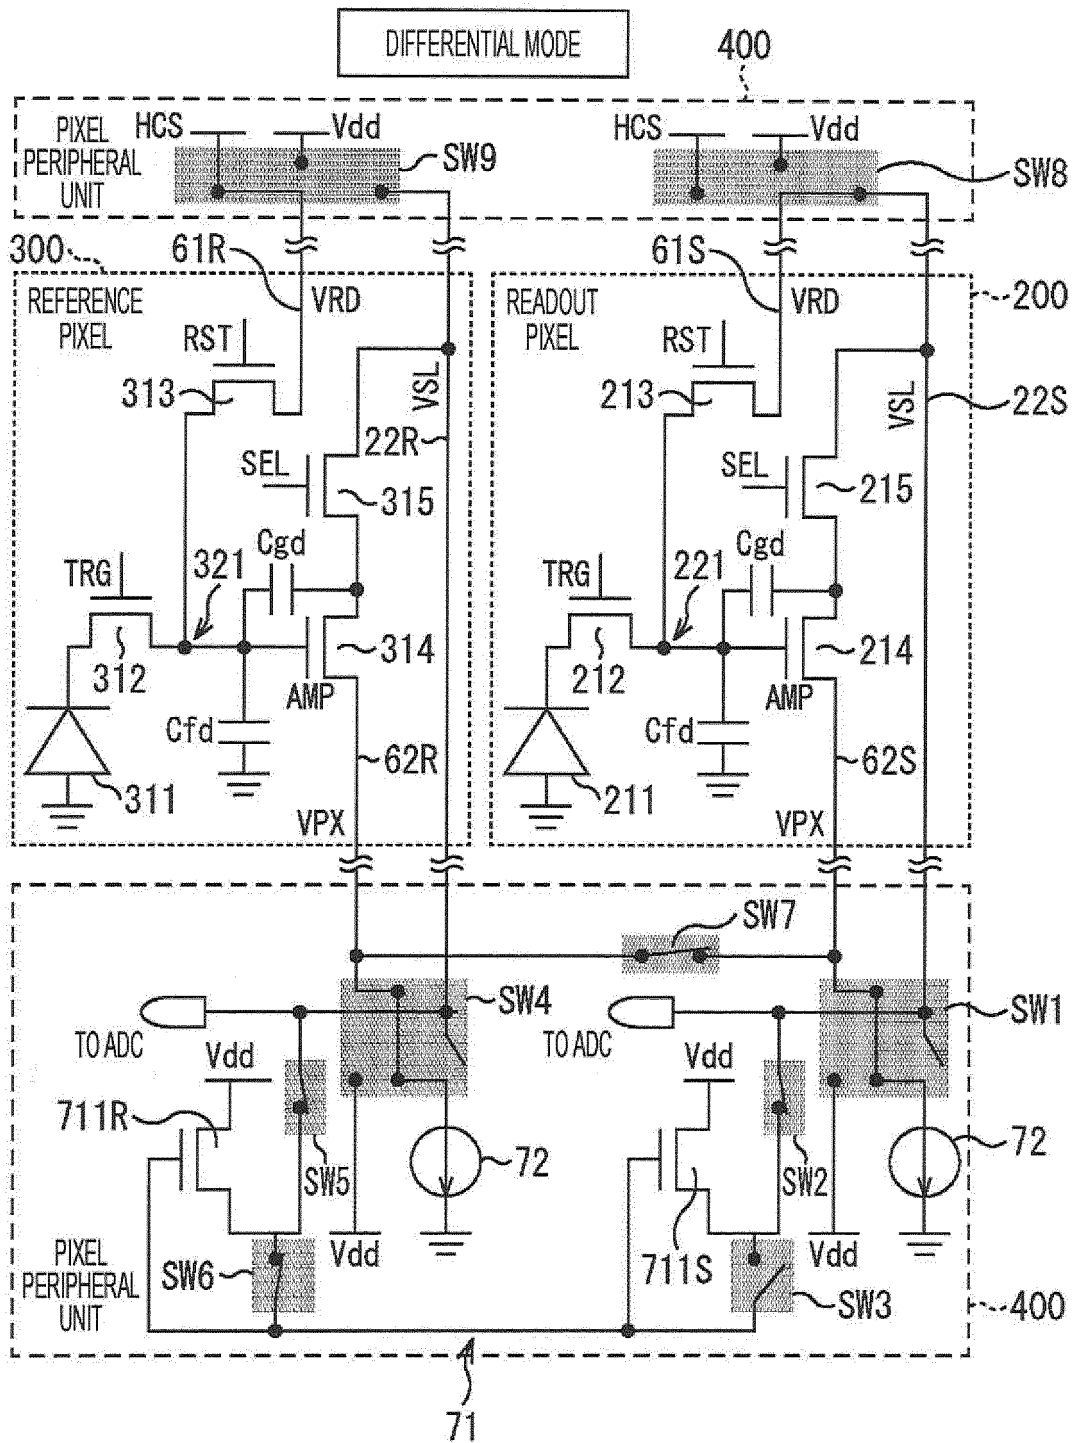 DIFFERENTIAL MODE
400
PIXEL
PERIPHERAL
UNIT
HCS
Vdd
SW9
HCS
Vdd
SW8
300
61R
61S
REFERENCE
PIXEL
VRD
READOUT
PIXEL
VRD
200
RST
313
VSL
22R
RST
213
VSL
22S
SEL
315
SEL
215
Cgd
Cgd
TRG
321
TRG
221
312
314
212
214
AMP
AMP
Cfd
62R
Cfd
62S
311
211
VPX
VPX
SW7
SW4
SW1
TO ADC
TO ADC
Vdd
Vdd
711R
SW5
72
SW2
72
Vdd
Vdd
PIXEL
PERIPHERAL
UNIT
SW6
711S
SW3
400
71